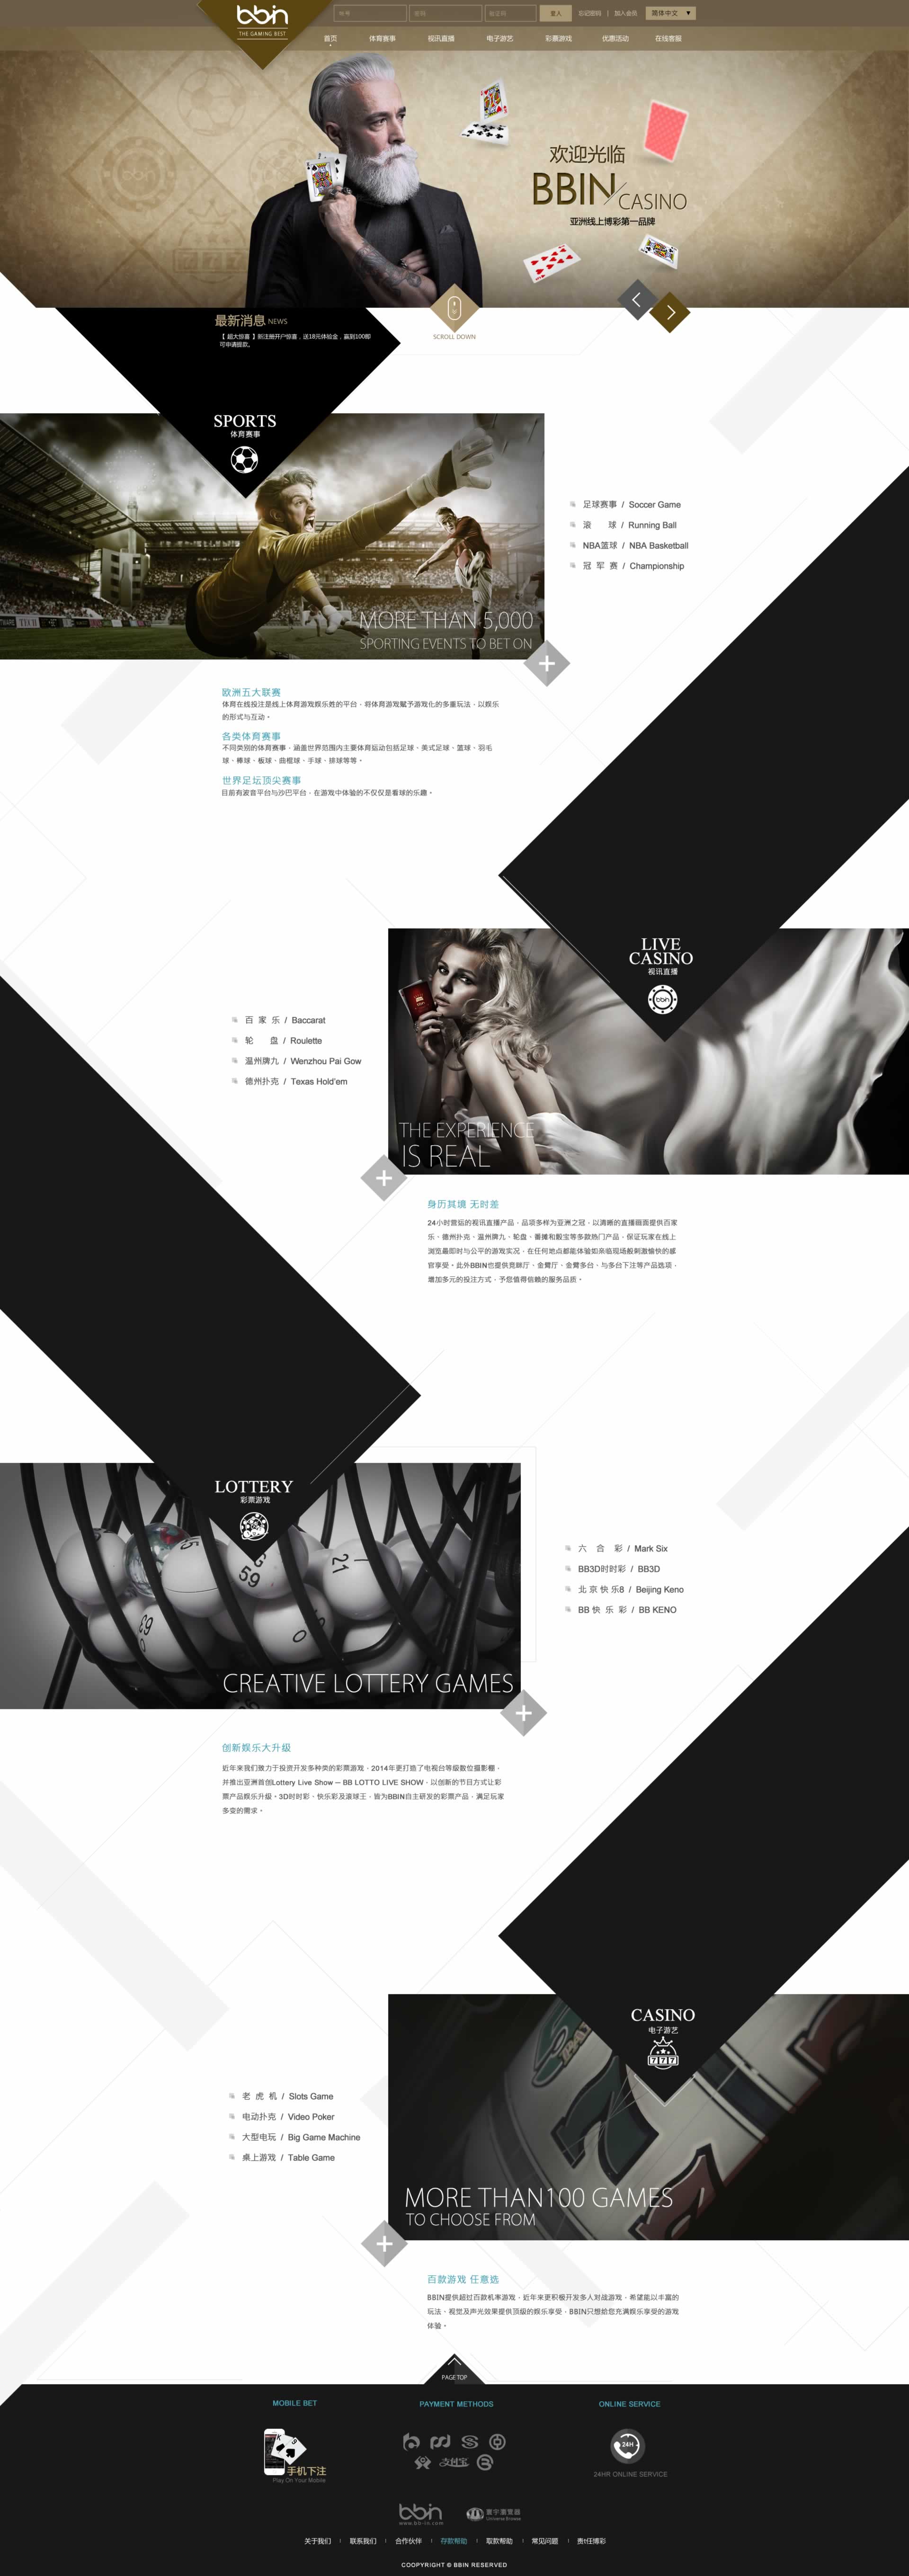 bbin
THE GAMING BEST
帐号
密码
验证码
登入
忘记密码 | 加入会员
简体中文 ▼
首页 体育赛事 视讯直播 电子游艺 彩票游戏 优惠活动 在线客服
欢迎光临
BBIN CASINO
亚洲线上博彩第一品牌
最新消息 NEWS
【 超大惊喜 】新注册开户惊喜，送18元体验金，赢到100即
可申请提款。
SCROLL DOWN
SPORTS
体育赛事
MORE THAN 5,000
SPORTING EVENTS TO BET ON
足球赛事 / Soccer Game
滚 球 / Running Ball
NBA篮球 / NBA Basketball
冠 军 赛 / Championship
欧洲五大联赛
体育在线投注是线上体育游戏娱乐姓的平台，将体育游戏赋予游戏化的多重玩法，以娱乐
的形式与互动。
各类体育赛事
不同类别的体育赛事，涵盖世界范围内主要体育运动包括足球、美式足球、篮球、羽毛
球、棒球、板球、曲棍球、手球、排球等等。
世界足坛顶尖赛事
目前有波音平台与沙巴平台，在游戏中体验的不仅仅是看球的乐趣。
LIVE
CASINO
视讯直播
bbin
THE EXPERIENCE
IS REAL
百 家 乐 / Baccarat
轮 盘 / Roulette
温州牌九 / Wenzhou Pai Gow
德州扑克 / Texas Hold'em
身历其境 无时差
24小时营运的视讯直播产品，品项多样为亚洲之冠，以清晰的直播画面提供百家
乐、德州扑克、温州牌九、轮盘、番摊和骰宝等多款热门产品，保证玩家在线上
浏览最即时与公平的游戏实况，在任何地点都能体验如亲临现场般刺激愉快的感
官享受。此外BBIN也提供竞咪厅、金臂厅、金臂多台、与多台下注等产品选项，
增加多元的投注方式，予您值得信赖的服务品质。
LOTTERY
彩票游戏
59
21
CREATIVE LOTTERY GAMES
六 合 彩 / Mark Six
BB3D时时彩 / BB3D
北 京 快 乐8 / Beijing Keno
BB 快 乐 彩 / BB KENO
创新娱乐大升级
近年来我们致力于投资开发多种类的彩票游戏，2014年更打造了电视台等级数位摄影棚，
并推出亚洲首创Lottery Live Show — BB LOTTO LIVE SHOW，以创新的节目方式让彩
票产品娱乐升级。3D时时彩、快乐彩及滚球王，皆为BBIN自主研发的彩票产品，满足玩家
多变的需求。
CASINO
电子游艺
777
MORE THAN100 GAMES
TO CHOOSE FROM
老 虎 机 / Slots Game
电动扑克 / Video Poker
大型电玩 / Big Game Machine
桌上游戏 / Table Game
百款游戏 任意选
BBIN提供超过百款机率游戏，近年来更积极开发多人对战游戏，希望能以丰富的
玩法、视觉及声光效果提供顶级的娱乐享受，BBIN只想给您充满娱乐享受的游戏
体验。
PAGE TOP
MOBILE BET
PAYMENT METHODS
ONLINE SERVICE
手机下注
Play On Your Mobile
支付宝
24H
24HR ONLINE SERVICE
bbin
www.bb-in.com
寰宇瀏覽器
Universe Browse
关于我们 | 联系我们 | 合作伙伴 | 存款帮助 | 取款帮助 | 常见问题 | 责任博彩
COOPYRIGHT © BBIN RESERVED